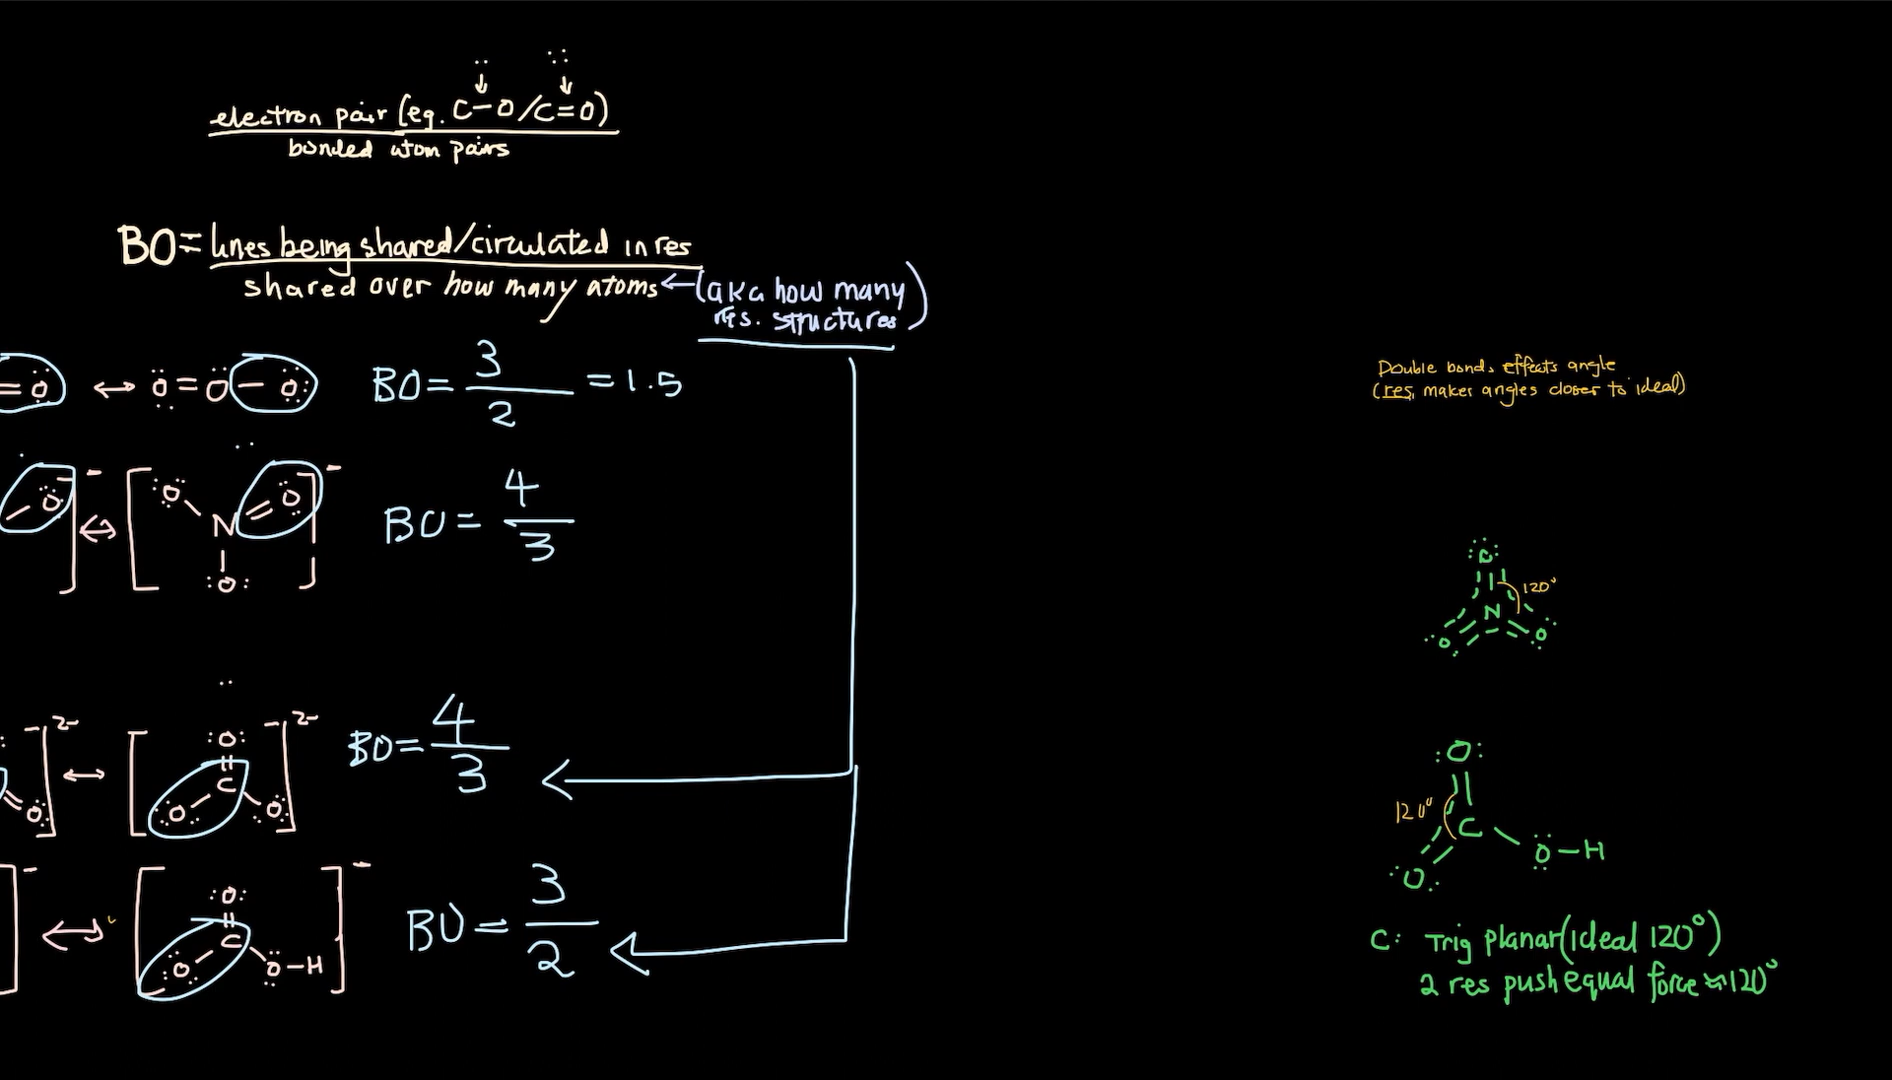 electron pair (eg. C-O/C=O)
bonded atom pairs
BO= lines being shared/circulated in res
shared over how many atoms ← (aka how many
res. structures)
=O ↔ O=O-O: BO= 3/2 =1.5
Double bonds effects angle
(res. makes angles closer to ideal)
O ]⁻ ↔ [ O N O O ]⁻ BO= 4/3
O
120°
N
O O
O ]²⁻ ↔ [ O C O O ]²⁻ BO= 4/3
O
120°
C
O O-H
]⁻ ↔ [ O C O O-H ]⁻ BO= 3/2
C: Trig planar (ideal 120°)
2 res push equal force ≈120°